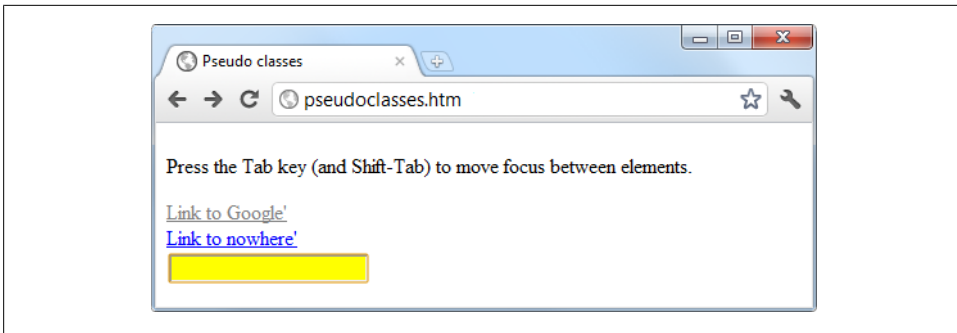 Pseudo classes
pseudoclasses.htm
Press the Tab key (and Shift-Tab) to move focus between elements.
Link to Google'
Link to nowhere'